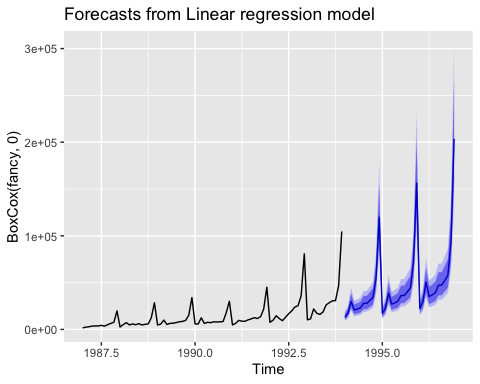 Forecasts from Linear regression model
BoxCox(fancy, 0)
3e+05
2e+05
1e+05
0e+00
1987.5 1990.0 1992.5 1995.0
Time